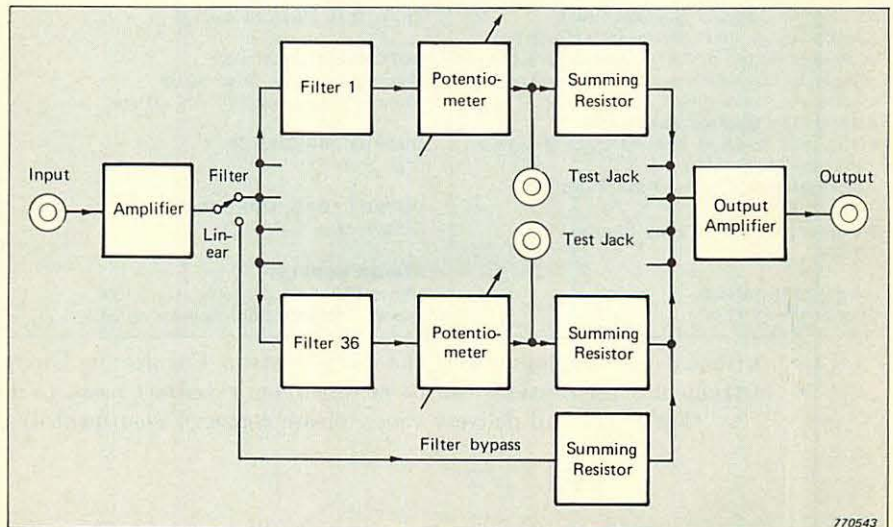 Filter 1
Potentio-
meter
Summing
Resistor
Input
Amplifier
Filter
Lin-
ear
Test Jack
Test Jack
Output
Amplifier
Output
Filter 36
Potentio-
meter
Summing
Resistor
Filter bypass
Summing
Resistor
770543